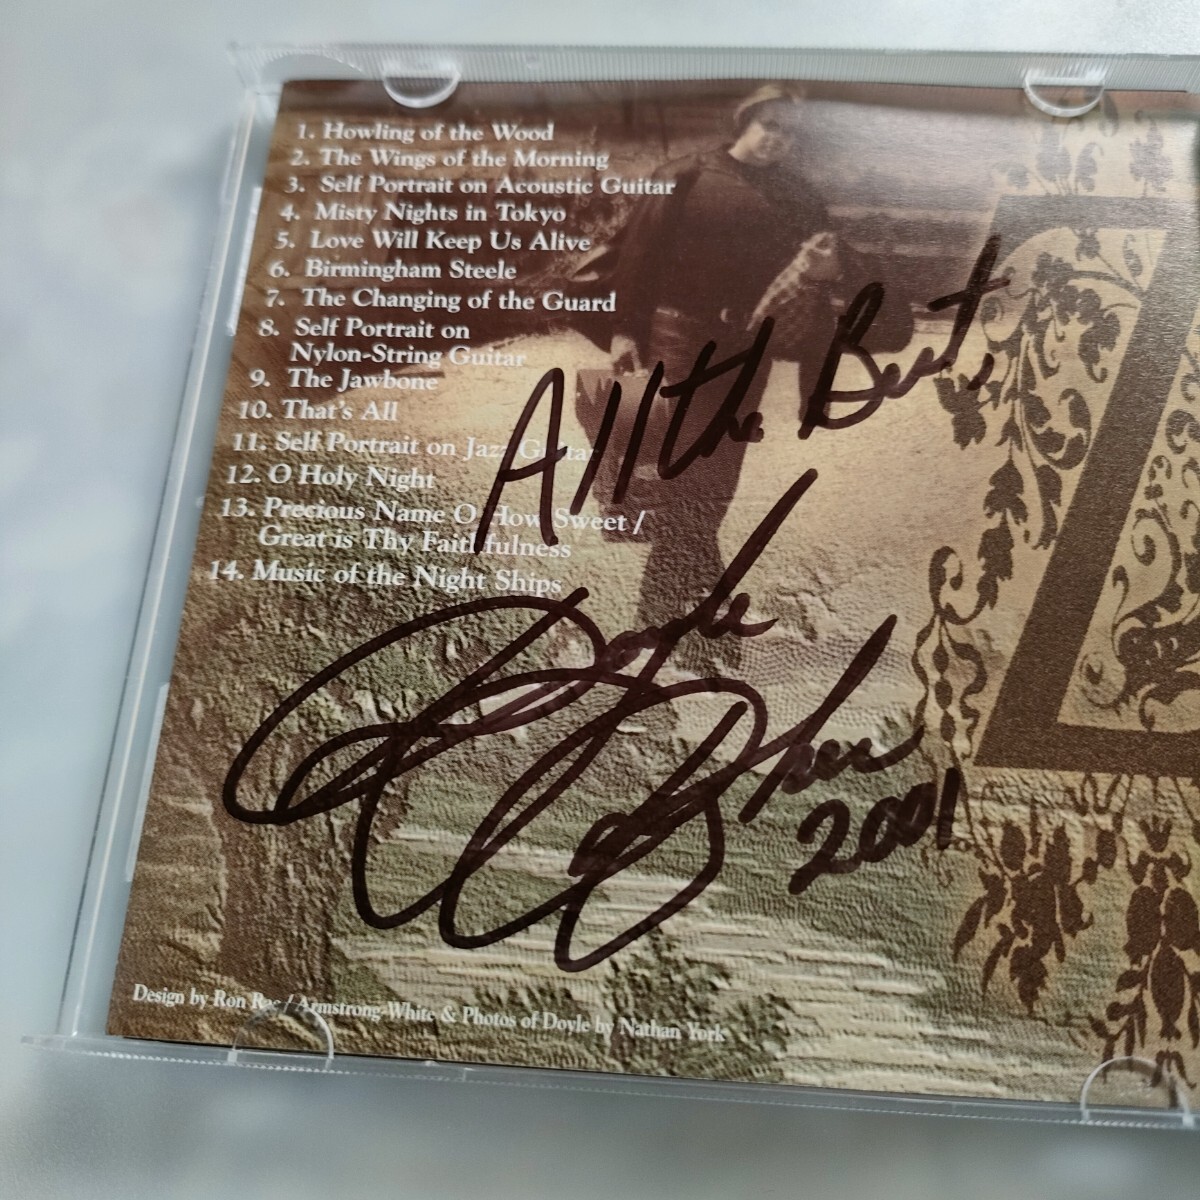 1. Howling of the Wood
2. The Wings of the Morning
3. Self Portrait on Acoustic Guitar
4. Misty Nights in Tokyo
5. Love Will Keep Us Alive
6. Birmingham Steele
7. The Changing of the Guard
8. Self Portrait on
Nylon-String Guitar
9. The Jawbone
10. That's All
11. Self Portrait on Jazz Guitar
12. O Holy Night
13. Precious Name O How Sweet /
Great is Thy Faithfulness
14. Music of the Night Ships
All the Best,
Doyle
2001
Design by Ron Rae / Armstrong-White & Photos of Doyle by Nathan York